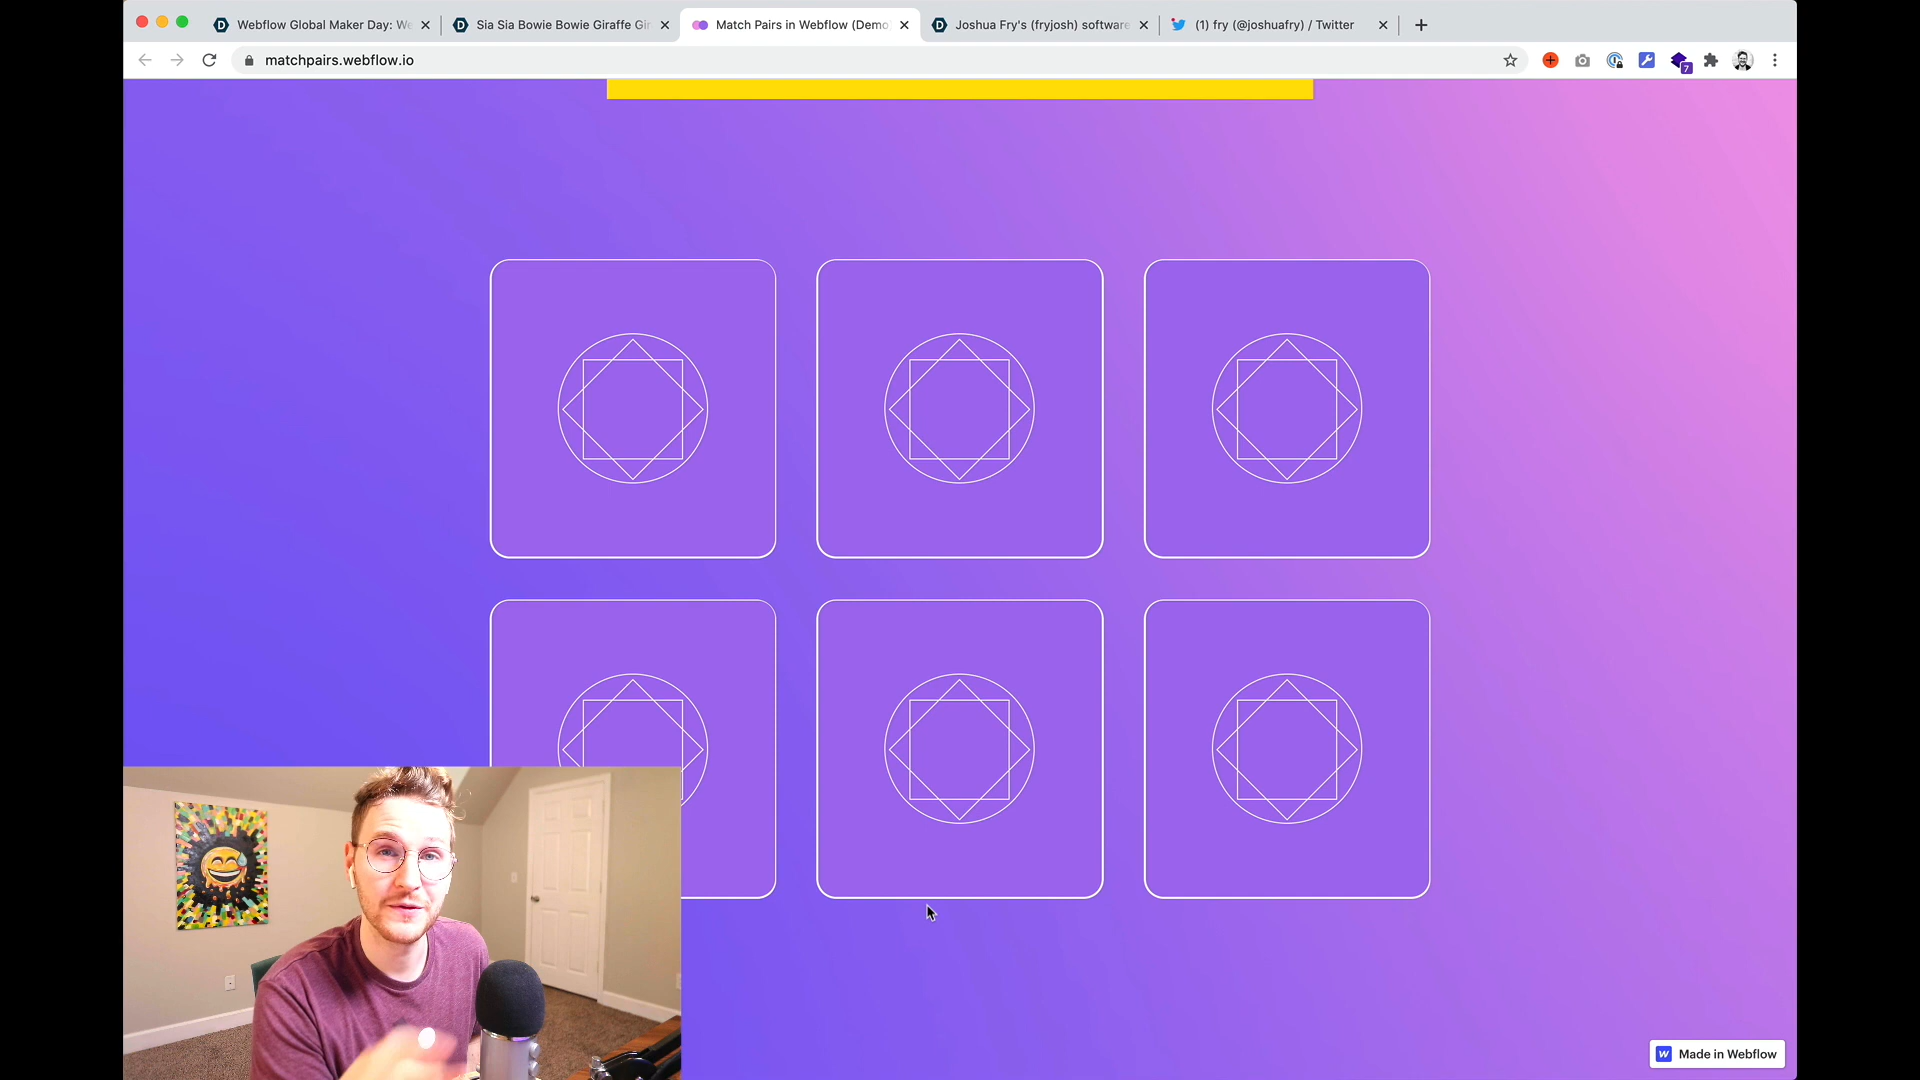 Webflow Global Maker Day: We
Sia Sia Bowie Bowie Giraffe Gir
Match Pairs in Webflow (Demo
Joshua Fry's (fryjosh) software
(1) fry (@joshuafry) / Twitter
matchpairs.webflow.io
7
Made in Webflow